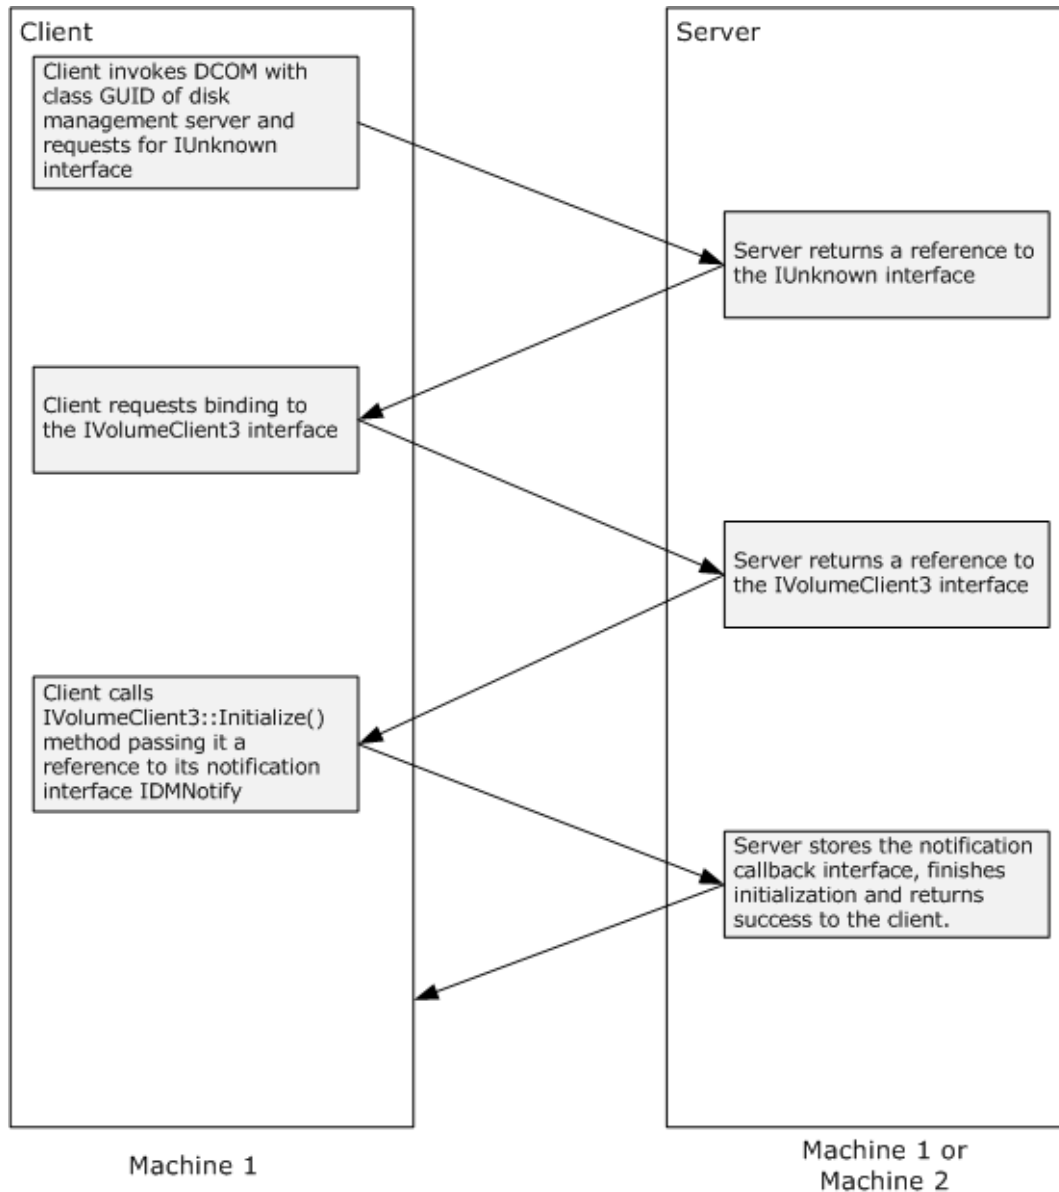 Client
Client invokes DCOM with
class GUID of disk
management server and
requests for IUnknown
interface
Server
Server returns a reference to
the IUnknown interface
Client requests binding to
the IVolumeClient3 interface
Server returns a reference to
the IVolumeClient3 interface
Client calls
IVolumeClient3::Initialize()
method passing it a
reference to its notification
interface IDMNotify
Server stores the notification
callback interface, finishes
initialization and returns
success to the client.
Machine 1
Machine 1 or
Machine 2